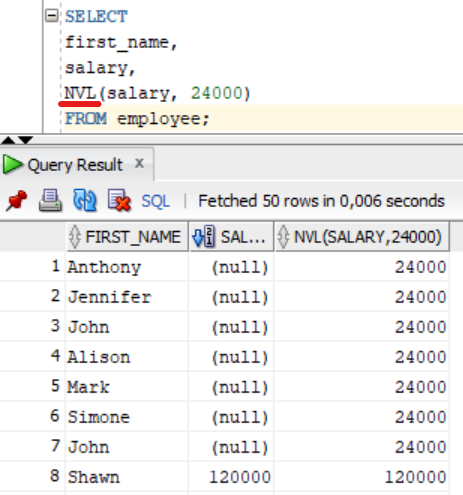 SELECT
first_name,
salary,
NVL(salary, 24000)
FROM employee;
Query Result x
SQL | Fetched 50 rows in 0,006 seconds
FIRST_NAME SAL... NVL(SALARY,24000)
1 Anthony (null) 24000
2 Jennifer (null) 24000
3 John (null) 24000
4 Alison (null) 24000
5 Mark (null) 24000
6 Simone (null) 24000
7 John (null) 24000
8 Shawn 120000 120000